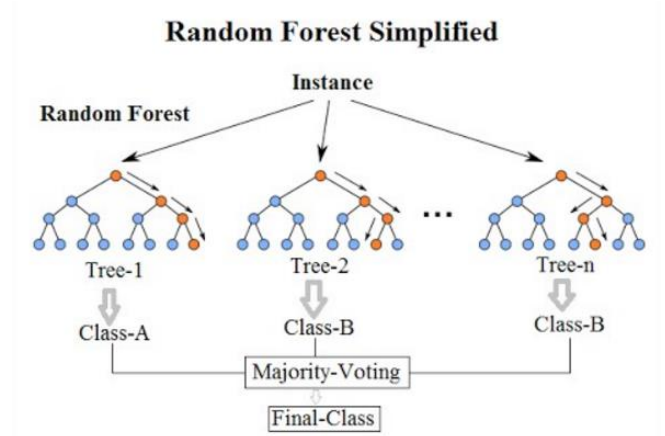 Random Forest Simplified
Instance
Random Forest
...
Tree-1
Tree-2
Tree-n
Class-A
Class-B
Class-B
Majority-Voting
Final-Class